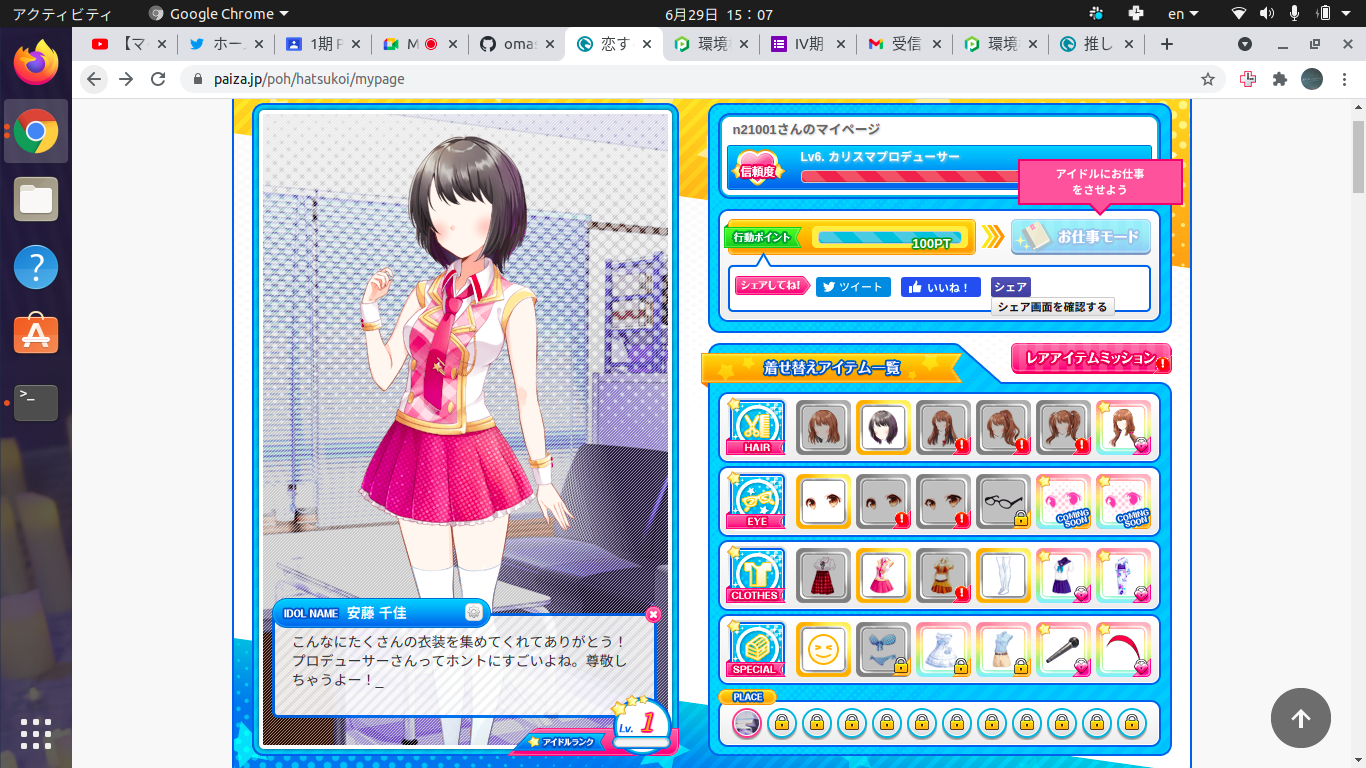 アクティビティ
Google Chrome
6月29日 15：07
en
【マ
ホー
1期 P
M
omas
恋す
環境
IV期
受信
環境
推し
paiza.jp/poh/hatsukoi/mypage
n21001さんのマイページ
信頼度
Lv6. カリスマプロデューサー
アイドルにお仕事
をさせよう
行動ポイント
100PT
お仕事モード
シェアしてね!
ツイート
いいね！
シェア
シェア画面を確認する
着せ替えアイテム一覧
レアアイテムミッション
HAIR
EYE
COMING SOON
COMING SOON
CLOTHES
SPECIAL
PLACE
IDOL NAME 安藤 千佳
こんなにたくさんの衣装を集めてくれてありがとう！
プロデューサーさんってホントにすごいよね。尊敬し
ちゃうよー！_
Lv. 1
アイドルランク